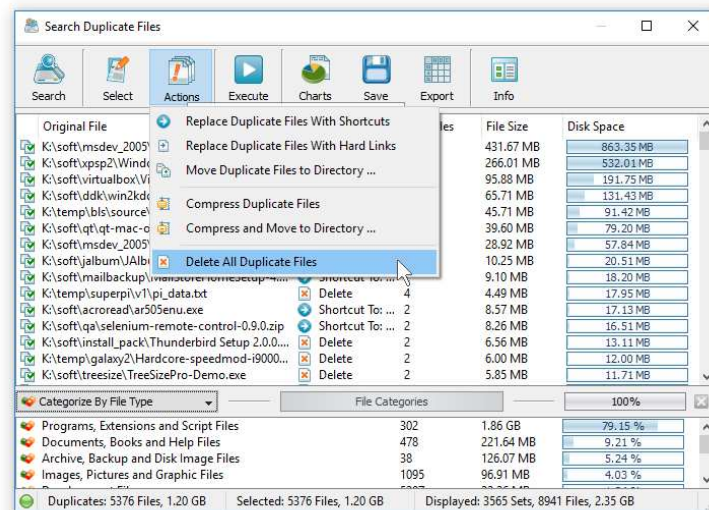 Search Duplicate Files
Search Select Actions Execute Charts Save Export Info
Original File File Size Disk Space
K:\soft\msdev_2005 431.67 MB 863.35 MB
K:\soft\xpsp2\Windo 266.01 MB 532.01 MB
K:\soft\virtualbox\Vi 95.88 MB 191.75 MB
K:\soft\ddk\win2kdd 65.71 MB 131.43 MB
K:\temp\bls\source\ 45.71 MB 91.42 MB
K:\soft\qt\qt-mac-o 39.60 MB 79.20 MB
K:\soft\msdev_2005 28.92 MB 57.84 MB
K:\soft\jalbum\JAlbu 10.25 MB 20.51 MB
K:\soft\mailbackup\MailStoreHomeSetup-4.... Shortcut To: ... 2 9.10 MB 18.20 MB
K:\temp\superpi\v1\pi_data.txt Delete 4 4.49 MB 17.95 MB
K:\soft\acroread\ar505enu.exe Shortcut To: ... 2 8.57 MB 17.13 MB
K:\soft\qa\selenium-remote-control-0.9.0.zip Shortcut To: ... 2 8.26 MB 16.51 MB
K:\soft\install_pack\Thunderbird Setup 2.0.0.... Delete 2 6.56 MB 13.11 MB
K:\temp\galaxy2\Hardcore-speedmod-i9000... Delete 2 6.00 MB 12.00 MB
K:\soft\treesize\TreeSizePro-Demo.exe Delete 2 5.85 MB 11.71 MB
Replace Duplicate Files With Shortcuts
Replace Duplicate Files With Hard Links
Move Duplicate Files to Directory ...
Compress Duplicate Files
Compress and Move to Directory ...
Delete All Duplicate Files
Categorize By File Type File Categories 100%
Programs, Extensions and Script Files 302 1.86 GB 79.15 %
Documents, Books and Help Files 478 221.64 MB 9.21 %
Archive, Backup and Disk Image Files 38 126.07 MB 5.24 %
Images, Pictures and Graphic Files 1095 96.91 MB 4.03 %
Duplicates: 5376 Files, 1.20 GB Selected: 5376 Files, 1.20 GB Displayed: 3565 Sets, 8941 Files, 2.35 GB